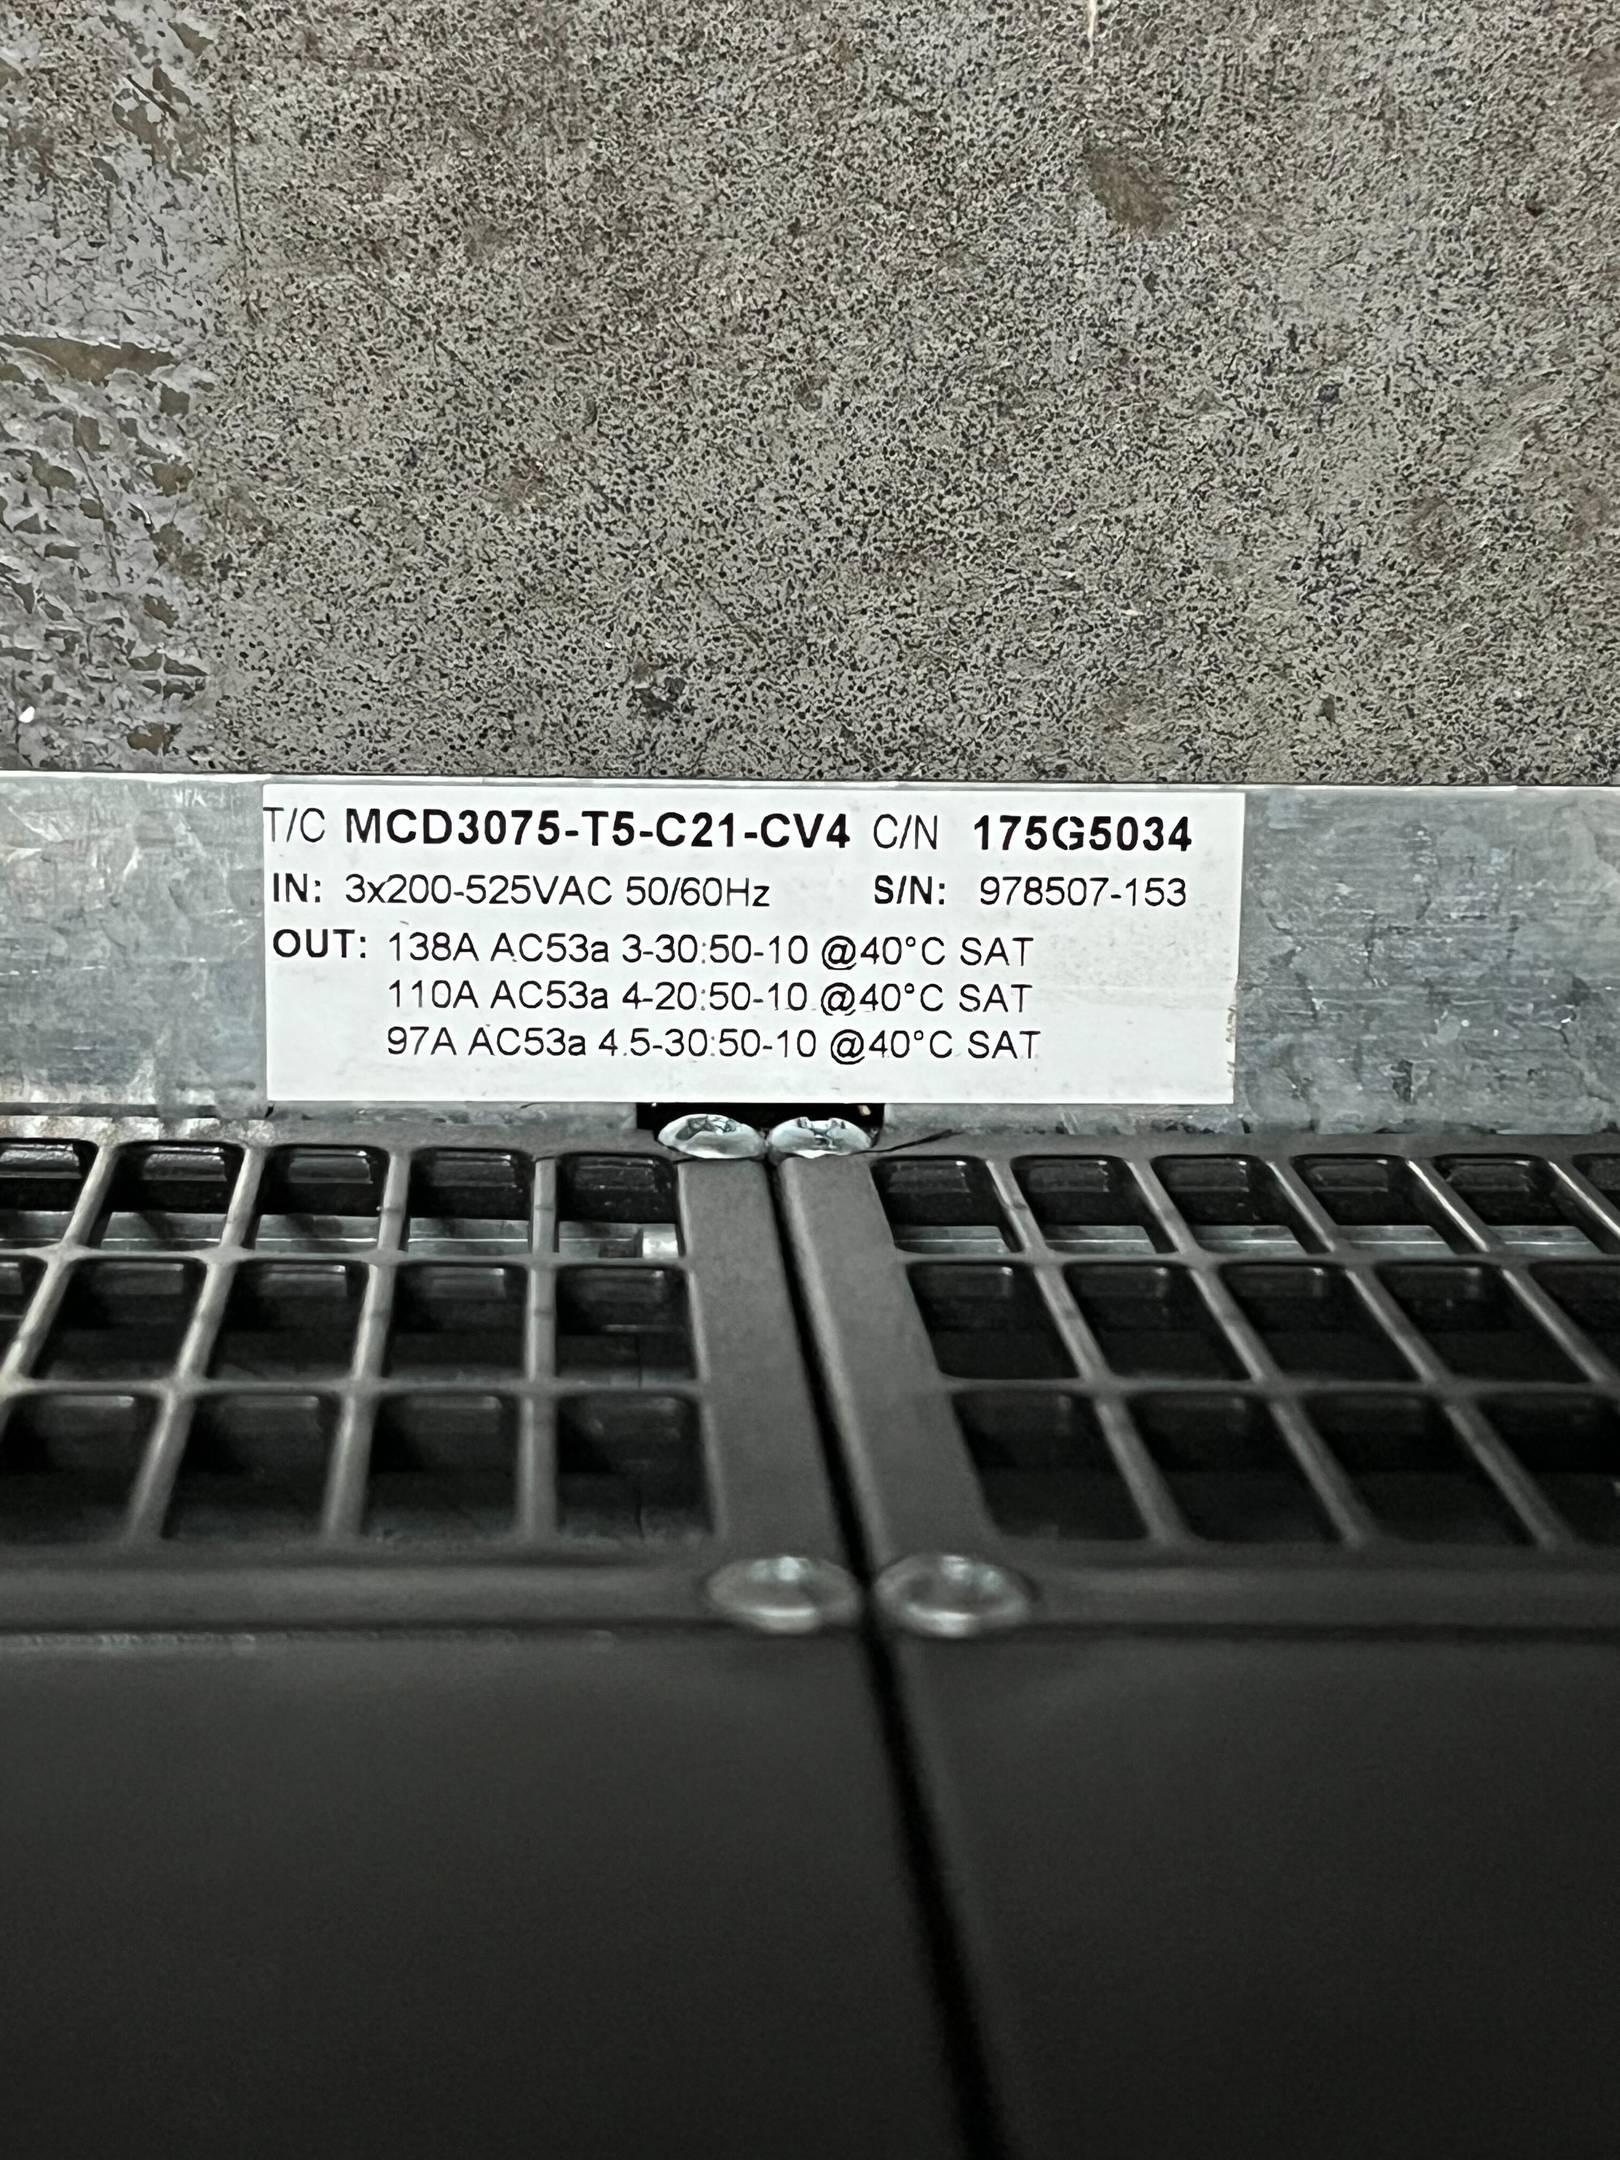 T/C MCD3075-T5-C21-CV4 C/N 175G5034
IN: 3x200-525VAC 50/60Hz S/N: 978507-153
OUT: 138A AC53a 3-30:50-10 @40°C SAT
110A AC53a 4-20:50-10 @40°C SAT
97A AC53a 4.5-30:50-10 @40°C SAT